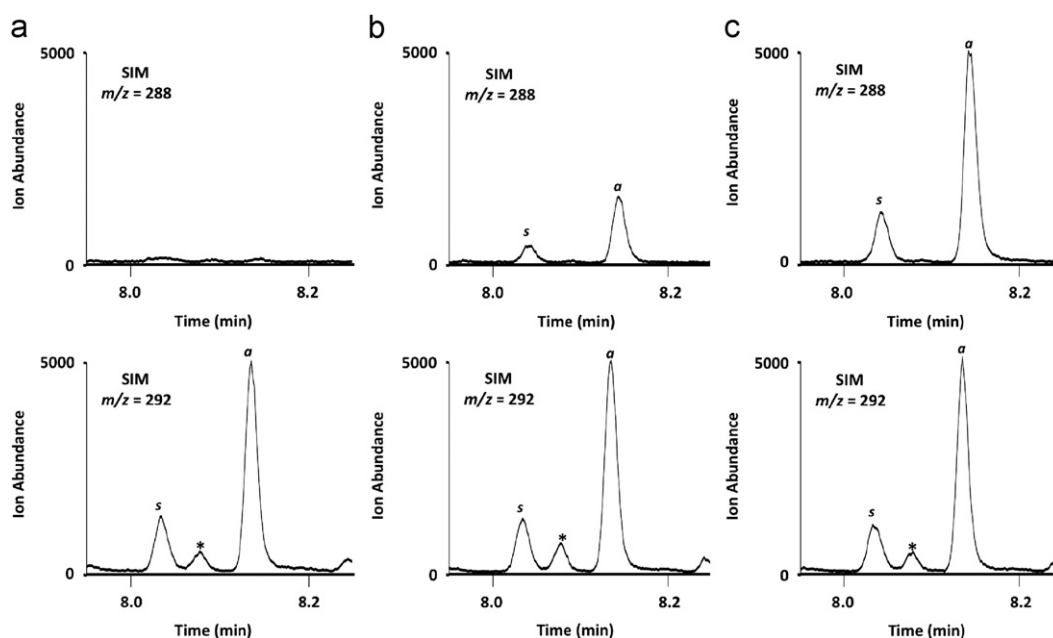 a
5000
SIM
m/z = 288
Ion Abundance
0
8.0
8.2
Time (min)
5000
a
SIM
m/z = 292
s
*
Ion Abundance
0
8.0
8.2
Time (min)
b
5000
SIM
m/z = 288
a
s
Ion Abundance
0
8.0
8.2
Time (min)
5000
a
SIM
m/z = 292
s
*
Ion Abundance
0
8.0
8.2
Time (min)
c
5000
a
SIM
m/z = 288
s
Ion Abundance
0
8.0
8.2
Time (min)
5000
a
SIM
m/z = 292
s
*
Ion Abundance
0
8.0
8.2
Time (min)